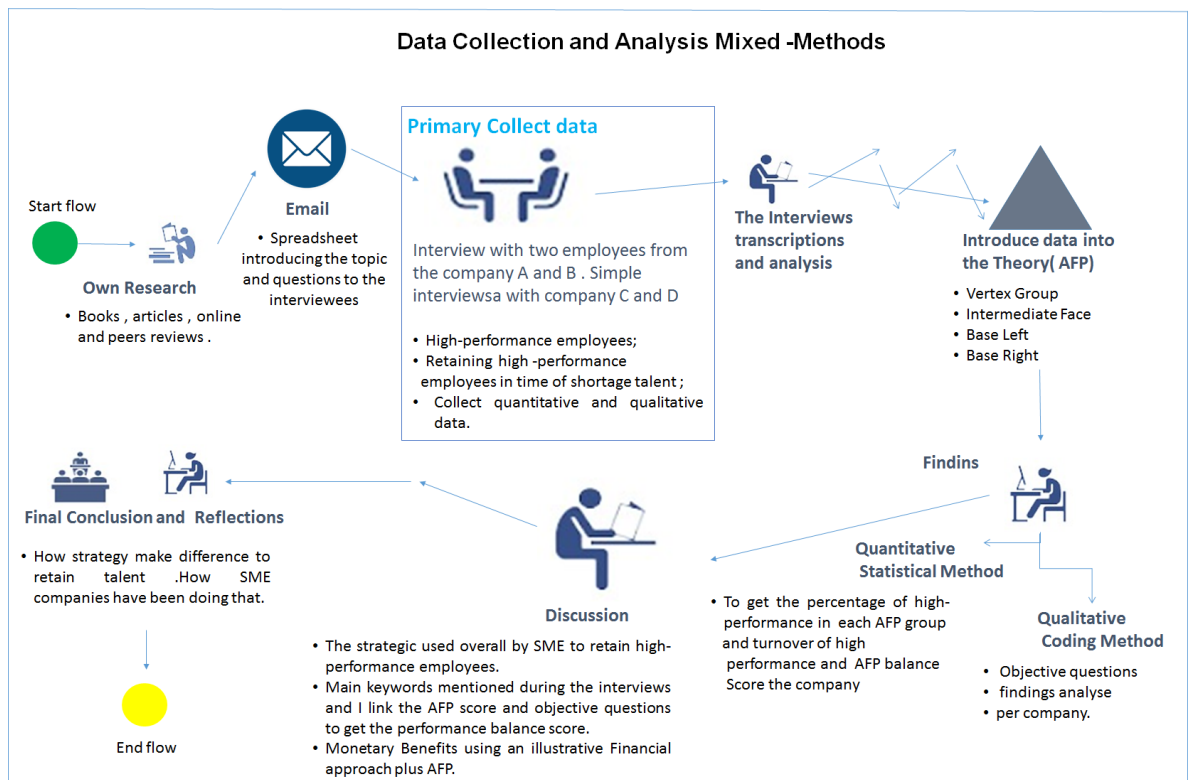 Data Collection and Analysis Mixed -Methods
Start flow
Own Research
• Books , articles , online
and peers reviews .
Email
• Spreadsheet
introducing the topic
and questions to the
interviewees
Primary Collect data
Interview with two employees from
the company A and B . Simple
interviewsa with company C and D
• High-performance employees;
• Retaining high -performance
employees in time of shortage talent ;
• Collect quantitative and qualitative
data.
The Interviews
transcriptions
and analysis
Introduce data into
the Theory( AFP)
• Vertex Group
• Intermediate Face
• Base Left
• Base Right
Findins
Quantitative
Statistical Method
• To get the percentage of high-
performance in each AFP group
and turnover of high
performance and AFP balance
Score the company
Qualitative
Coding Method
• Objective questions
• findings analyse
• per company.
Discussion
• The strategic used overall by SME to retain high-
performance employees.
• Main keywords mentioned during the interviews
and I link the AFP score and objective questions
to get the performance balance score.
• Monetary Benefits using an illustrative Financial
approach plus AFP.
Final Conclusion and Reflections
• How strategy make difference to
retain talent .How SME
companies have been doing that.
End flow